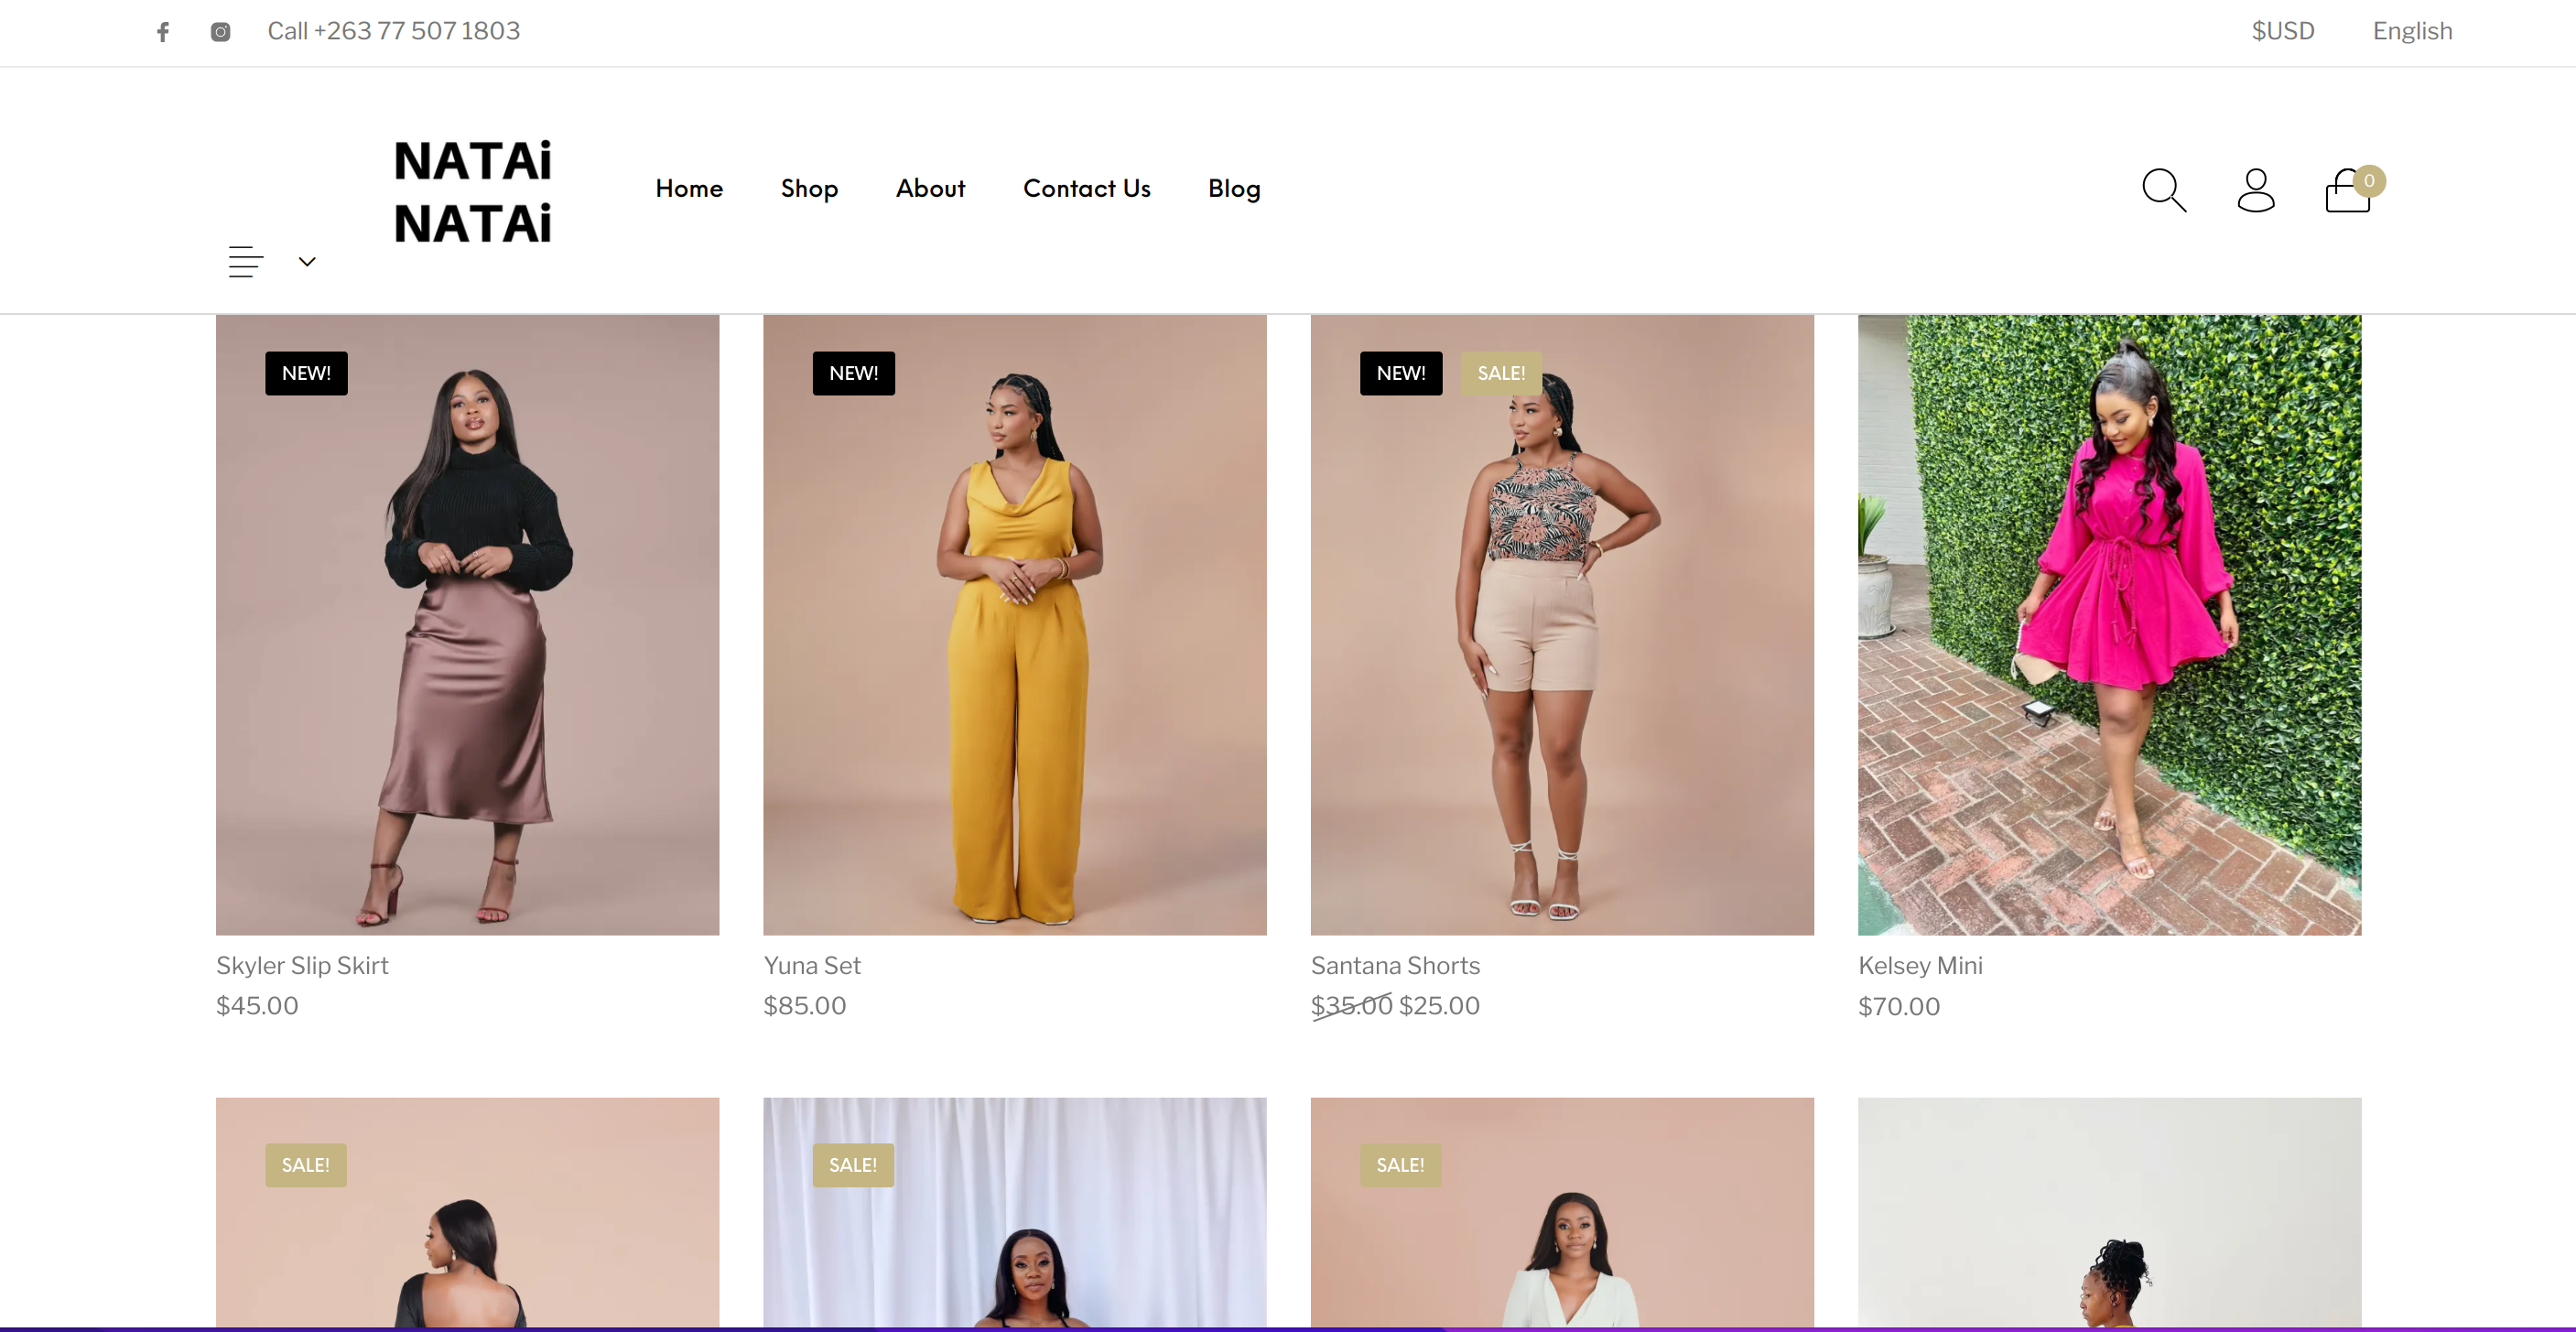 Call +263 77 507 1803
$USD
English
NATAi
NATAi
Home
Shop
About
Contact Us
Blog
0
NEW!
NEW!
NEW!
SALE!
Skyler Slip Skirt
$45.00
Yuna Set
$85.00
Santana Shorts
$35.00 $25.00
Kelsey Mini
$70.00
SALE!
SALE!
SALE!